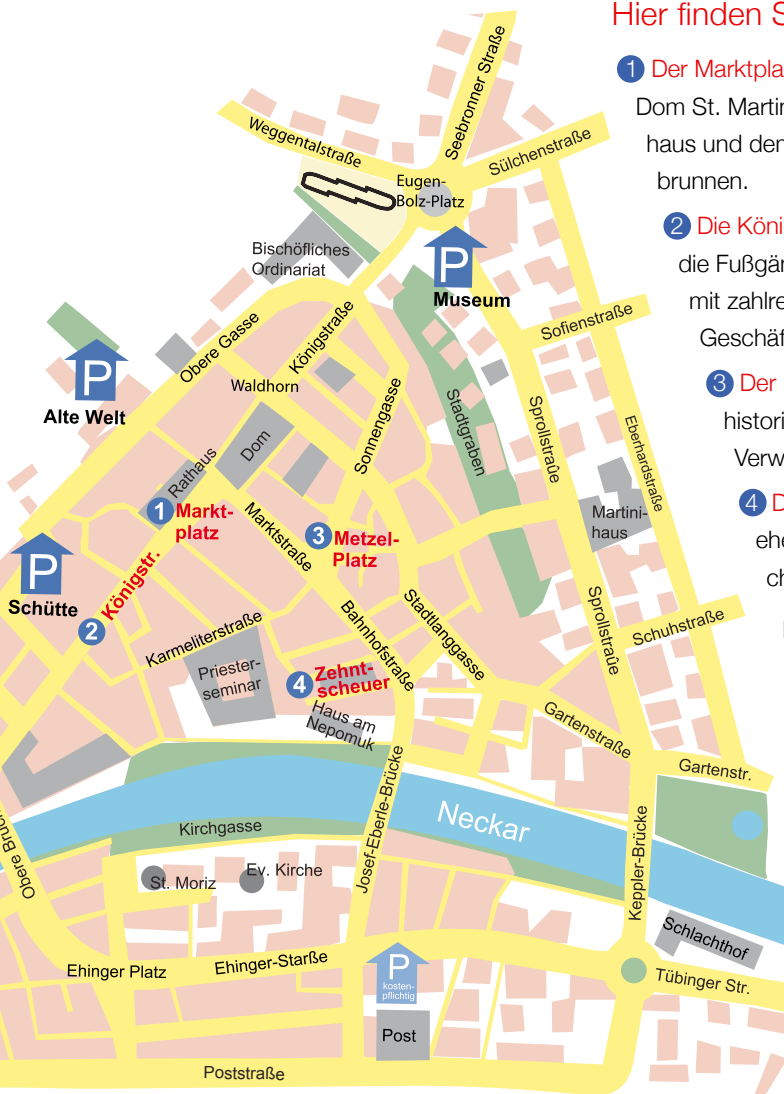 Hier finden S
1 Der Marktpla
Dom St. Martin
haus und der
brunnen.
2 Die Köni
die Fußgän
mit zahlre
Geschäf
3 Der
histori
Verw
4 D
ehe
ch
Seebronner Straße
Weggentalstraße
Sülchenstraße
Eugen-
Bolz-Platz
Bischöfliches
Ordinariat
P
Museum
Obere Gasse
Königstraße
Sofienstraße
P
Alte Welt
Waldhorn
Sonnengasse
Stadtgraben
Sprollstraûe
Eberhardstraße
Rathaus
Dom
1 Markt-
platz
Marktstraße
3 Metzel-
Platz
Martini-
haus
P
Schütte
Königstr.
2
Karmeliterstraße
Bahnhofstraße
Stadtlanggasse
Sprollstraûe
Schuhstraße
Priester-
seminar
4 Zehnt-
scheuer
Haus am
Nepomuk
Gartenstraße
Gartenstr.
Neckar
Kirchgasse
Josef-Eberle-Brücke
Keppler-Brücke
Obere Brüc
St. Moriz
Ev. Kirche
Schlachthof
Ehinger Platz
Ehinger-Starße
P
kosten-
pflichtig
Tübinger Str.
Post
Poststraße